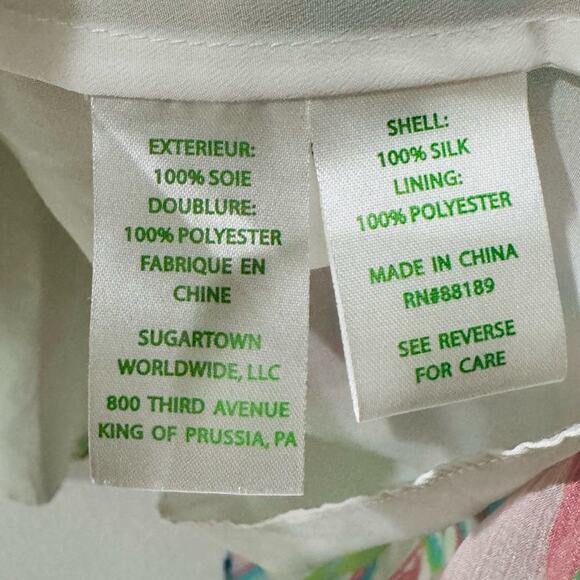 EXTERIEUR:
100% SOIE
DOUBLURE:
100% POLYESTER
FABRIQUE EN
CHINE
SUGARTOWN
WORLDWIDE, LLC
800 THIRD AVENUE
KING OF PRUSSIA, PA
SHELL:
100% SILK
LINING:
100% POLYESTER
MADE IN CHINA
RN#88189
SEE REVERSE
FOR CARE